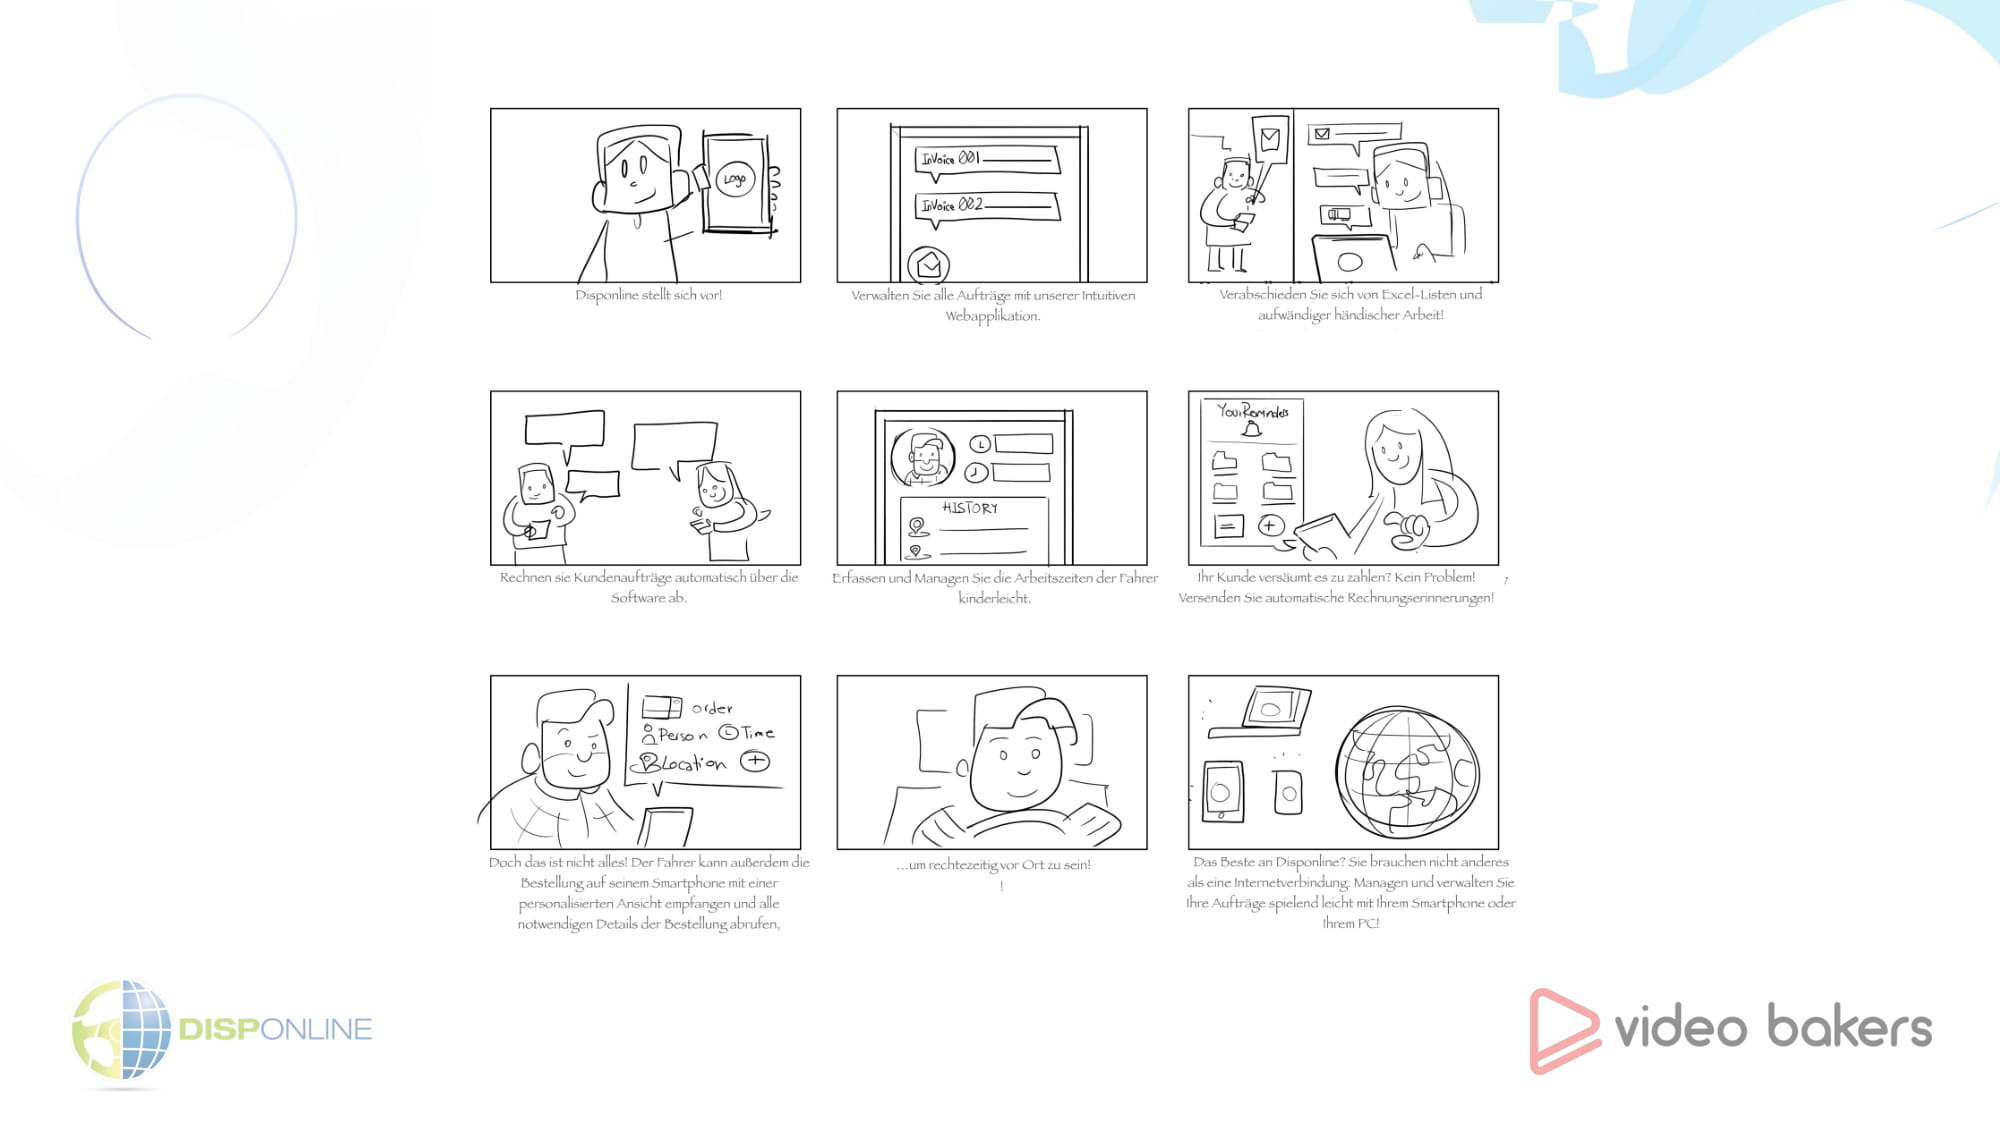 Logo
Disponline stellt sich vor!
InVoice 001
InVoice 002
Verwalten Sie alle Aufträge mit unserer Intuitiven
Webapplikation.
Verabschieden Sie sich von Excel-Listen und
aufwändiger händischer Arbeit!
Rechnen sie Kundenaufträge automatisch über die
Software ab.
HISTORY
Erfassen und Managen Sie die Arbeitszeiten der Fahrer
kinderleicht.
Your Reminders
Ihr Kunde versäumt es zu zahlen? Kein Problem! ,
Versenden Sie automatische Rechnungserinnerungen!
order
Person Time
Location
Doch das ist nicht alles! Der Fahrer kann außerdem die
Bestellung auf seinem Smartphone mit einer
personalisierten Ansicht empfangen und alle
notwendigen Details der Bestellung abrufen,
...um rechtezeitig vor Ort zu sein!
!
Das Beste an Disponline? Sie brauchen nicht anderes
als eine Internetverbindung. Managen und verwalten Sie
Ihre Aufträge spielend leicht mit Ihrem Smartphone oder
Ihrem PC!
DISPONLINE
video bakers